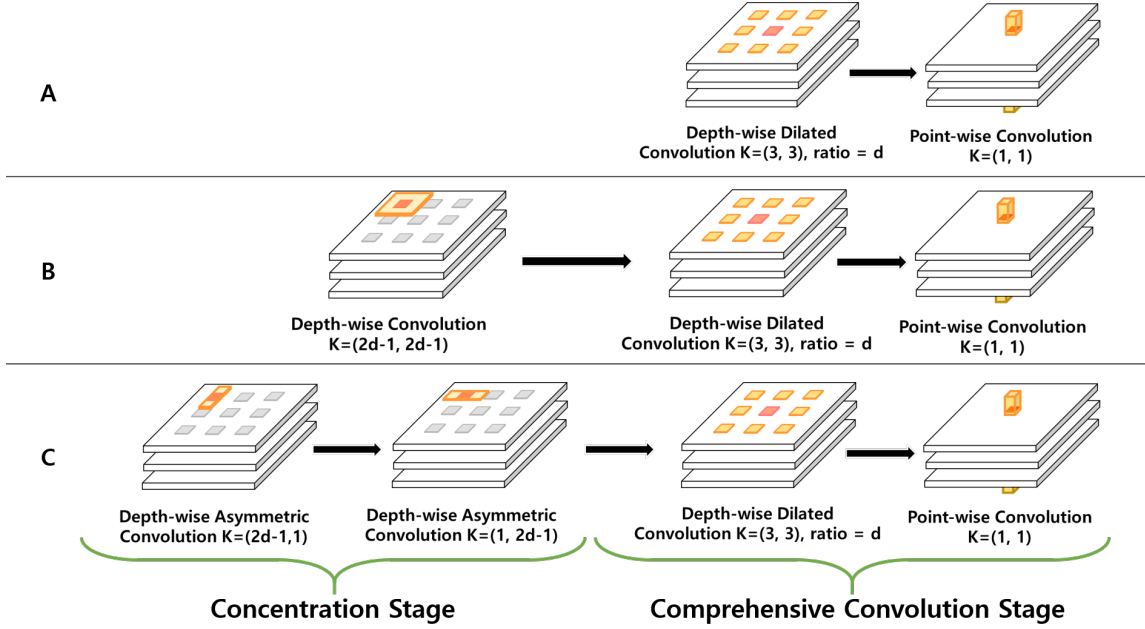 A
Depth-wise Dilated
Convolution K=(3, 3), ratio = d
Point-wise Convolution
K=(1, 1)
B
Depth-wise Convolution
K=(2d-1, 2d-1)
Depth-wise Dilated
Convolution K=(3, 3), ratio = d
Point-wise Convolution
K=(1, 1)
C
Depth-wise Asymmetric
Convolution K=(2d-1,1)
Depth-wise Asymmetric
Convolution K=(1, 2d-1)
Depth-wise Dilated
Convolution K=(3, 3), ratio = d
Point-wise Convolution
K=(1, 1)
Concentration Stage
Comprehensive Convolution Stage